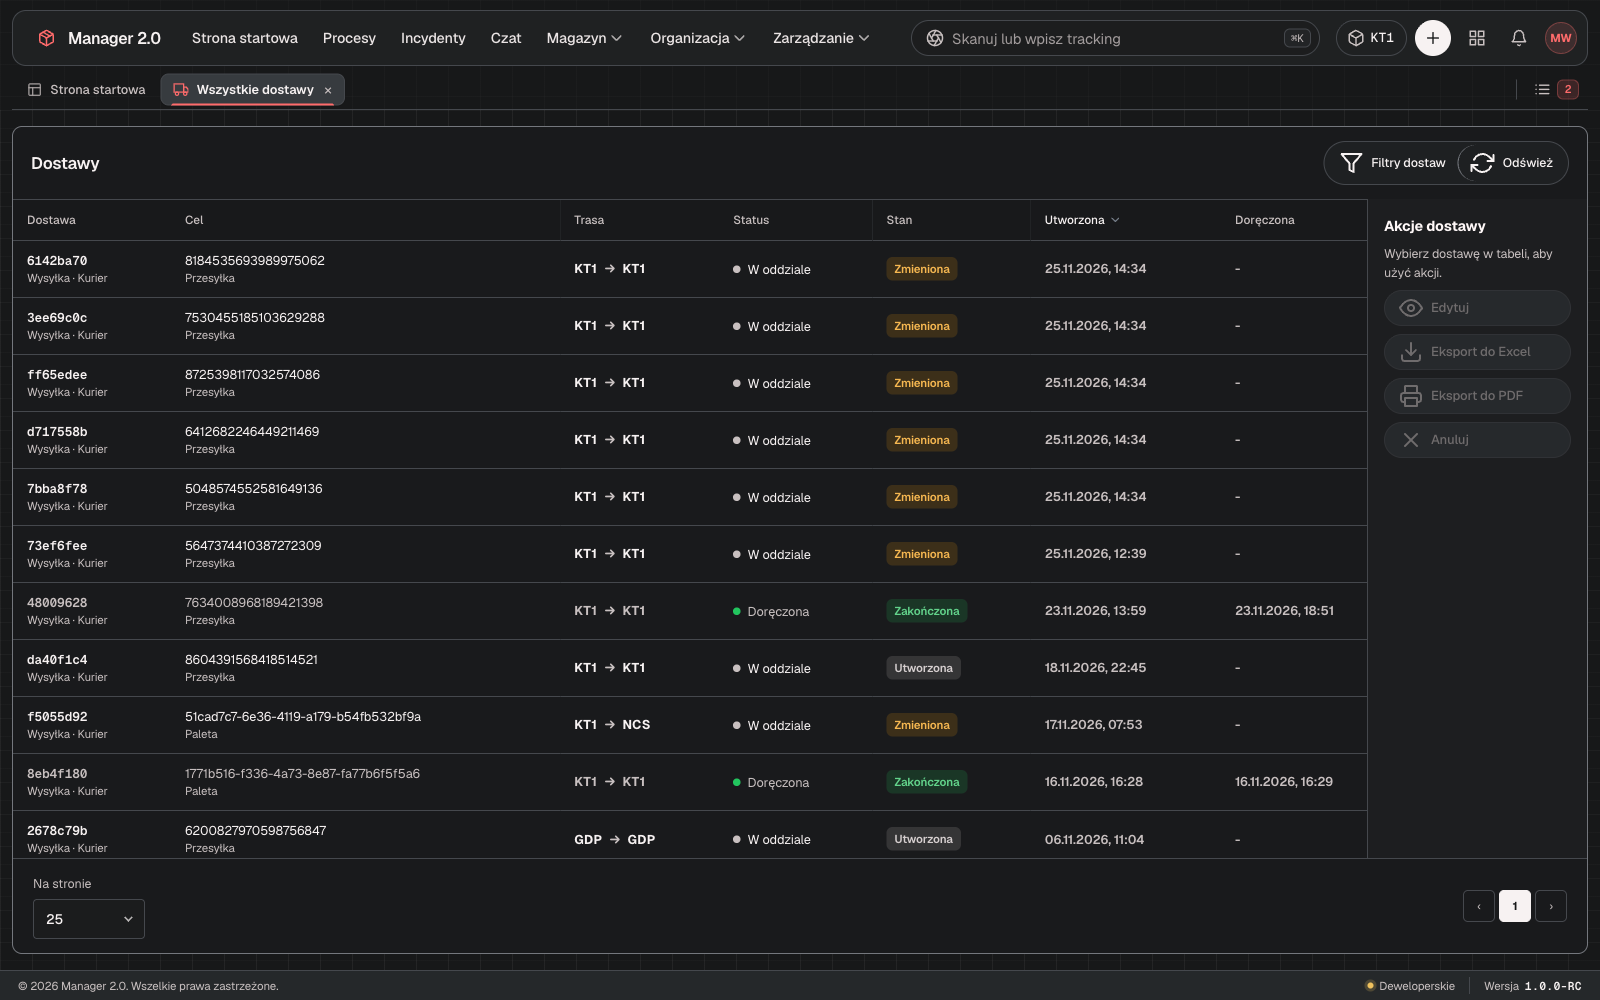 Manager 2.0 Strona startowa Procesy Incydenty Czat Magazyn Organizacja Zarządzanie Skanuj lub wpisz tracking ⌘K KT1 MW
Strona startowa Wszystkie dostawy × 2
Dostawy Filtry dostaw Odśwież
Dostawa Cel Trasa Status Stan Utworzona Doręczona
6142ba70 8184535693989975062 KT1 → KT1 W oddziale Zmieniona 25.11.2026, 14:34 -
Wysyłka · Kurier Przesyłka
3ee69c0c 7530455185103629288 KT1 → KT1 W oddziale Zmieniona 25.11.2026, 14:34 -
Wysyłka · Kurier Przesyłka
ff65edee 8725398117032574086 KT1 → KT1 W oddziale Zmieniona 25.11.2026, 14:34 -
Wysyłka · Kurier Przesyłka
d717558b 6412682246449211469 KT1 → KT1 W oddziale Zmieniona 25.11.2026, 14:34 -
Wysyłka · Kurier Przesyłka
7bba8f78 5048574552581649136 KT1 → KT1 W oddziale Zmieniona 25.11.2026, 14:34 -
Wysyłka · Kurier Przesyłka
73ef6fee 5647374410387272309 KT1 → KT1 W oddziale Zmieniona 25.11.2026, 12:39 -
Wysyłka · Kurier Przesyłka
48009628 7634008968189421398 KT1 → KT1 Doręczona Zakończona 23.11.2026, 13:59 23.11.2026, 18:51
Wysyłka · Kurier Przesyłka
da40f1c4 8604391568418514521 KT1 → KT1 W oddziale Utworzona 18.11.2026, 22:45 -
Wysyłka · Kurier Przesyłka
f5055d92 51cad7c7-6e36-4119-a179-b54fb532bf9a KT1 → NCS W oddziale Zmieniona 17.11.2026, 07:53 -
Wysyłka · Kurier Paleta
8eb4f180 1771b516-f336-4a73-8e87-fa77b6f5f5a6 KT1 → KT1 Doręczona Zakończona 16.11.2026, 16:28 16.11.2026, 16:29
Wysyłka · Kurier Paleta
2678c79b 6200827970598756847 GDP → GDP W oddziale Utworzona 06.11.2026, 11:04 -
Wysyłka · Kurier Przesyłka
Akcje dostawy
Wybierz dostawę w tabeli, aby
użyć akcji.
Edytuj
Eksport do Excel
Eksport do PDF
Anuluj
Na stronie
25
‹ 1 ›
© 2026 Manager 2.0. Wszelkie prawa zastrzeżone. Deweloperskie Wersja 1.0.0-RC